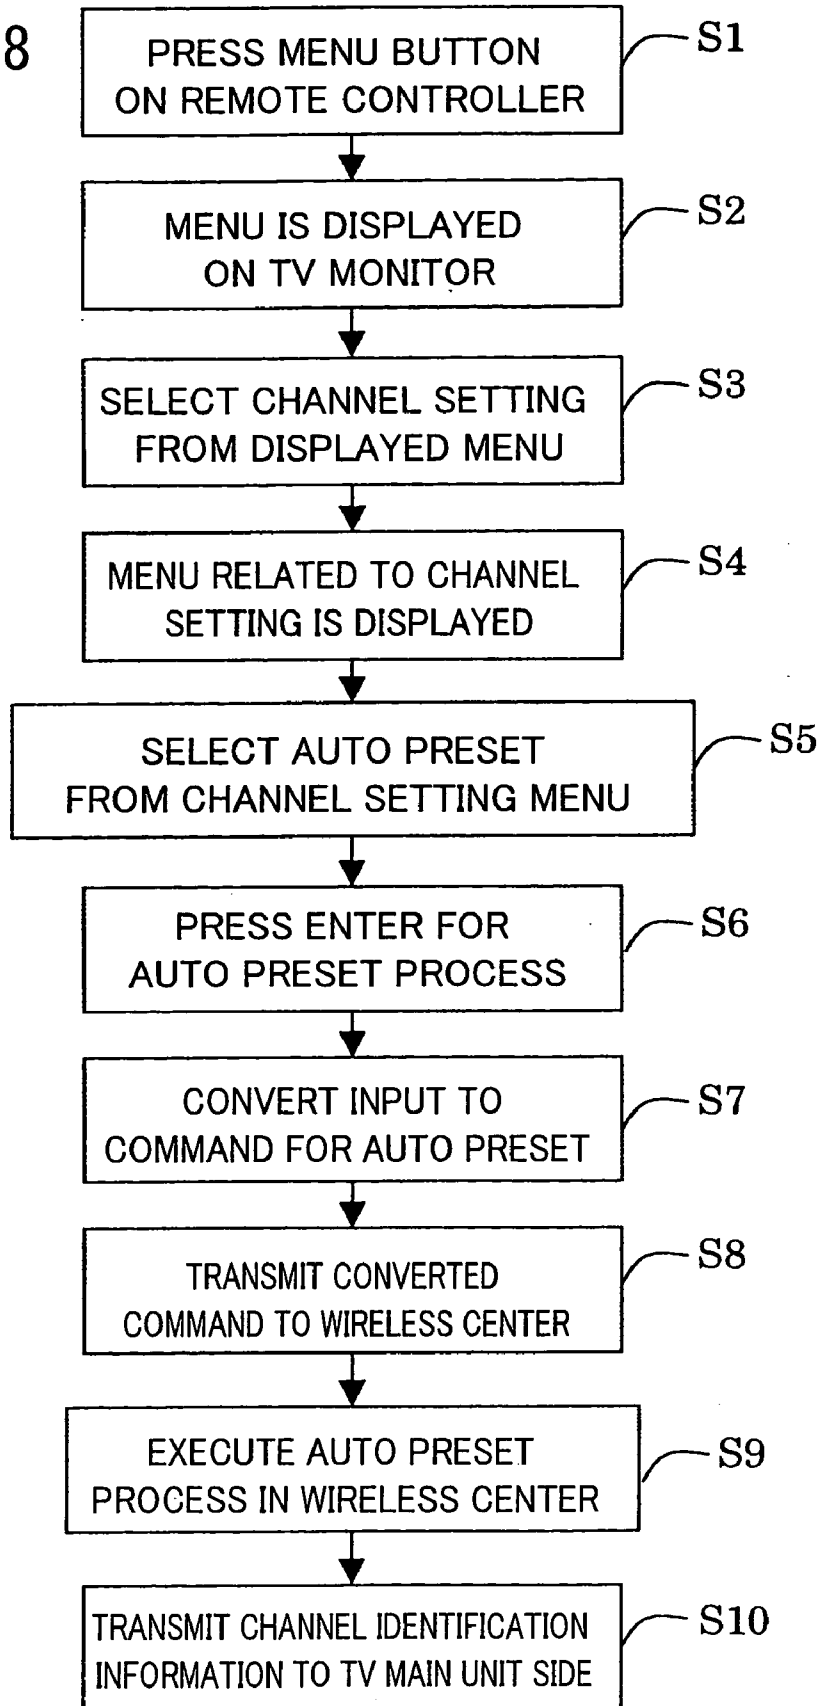 8
PRESS MENU BUTTON
ON REMOTE CONTROLLER
S1
MENU IS DISPLAYED
ON TV MONITOR
S2
SELECT CHANNEL SETTING
FROM DISPLAYED MENU
S3
MENU RELATED TO CHANNEL
SETTING IS DISPLAYED
S4
SELECT AUTO PRESET
FROM CHANNEL SETTING MENU
S5
PRESS ENTER FOR
AUTO PRESET PROCESS
S6
CONVERT INPUT TO
COMMAND FOR AUTO PRESET
S7
TRANSMIT CONVERTED
COMMAND TO WIRELESS CENTER
S8
EXECUTE AUTO PRESET
PROCESS IN WIRELESS CENTER
S9
TRANSMIT CHANNEL IDENTIFICATION
INFORMATION TO TV MAIN UNIT SIDE
S10